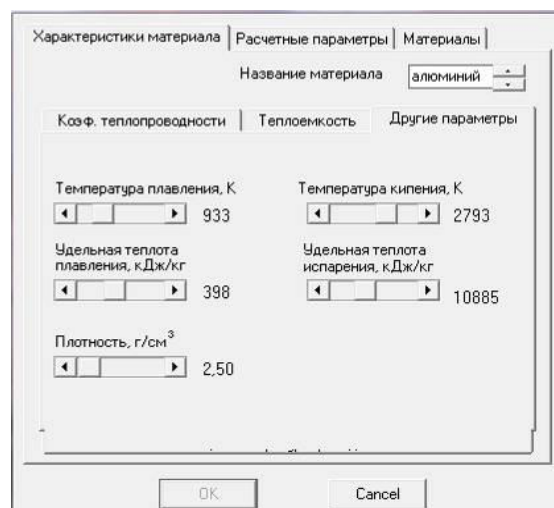 Характеристики материала Расчетные параметры Материалы
Название материала алюминий
Коэф. теплопроводности Теплоемкость Другие параметры
Температура плавления, К Температура кипения, К
933 2793
Удельная теплота плавления, кДж/кг Удельная теплота испарения, кДж/кг
398 10885
Плотность, г/см³
2,50
OK Cancel